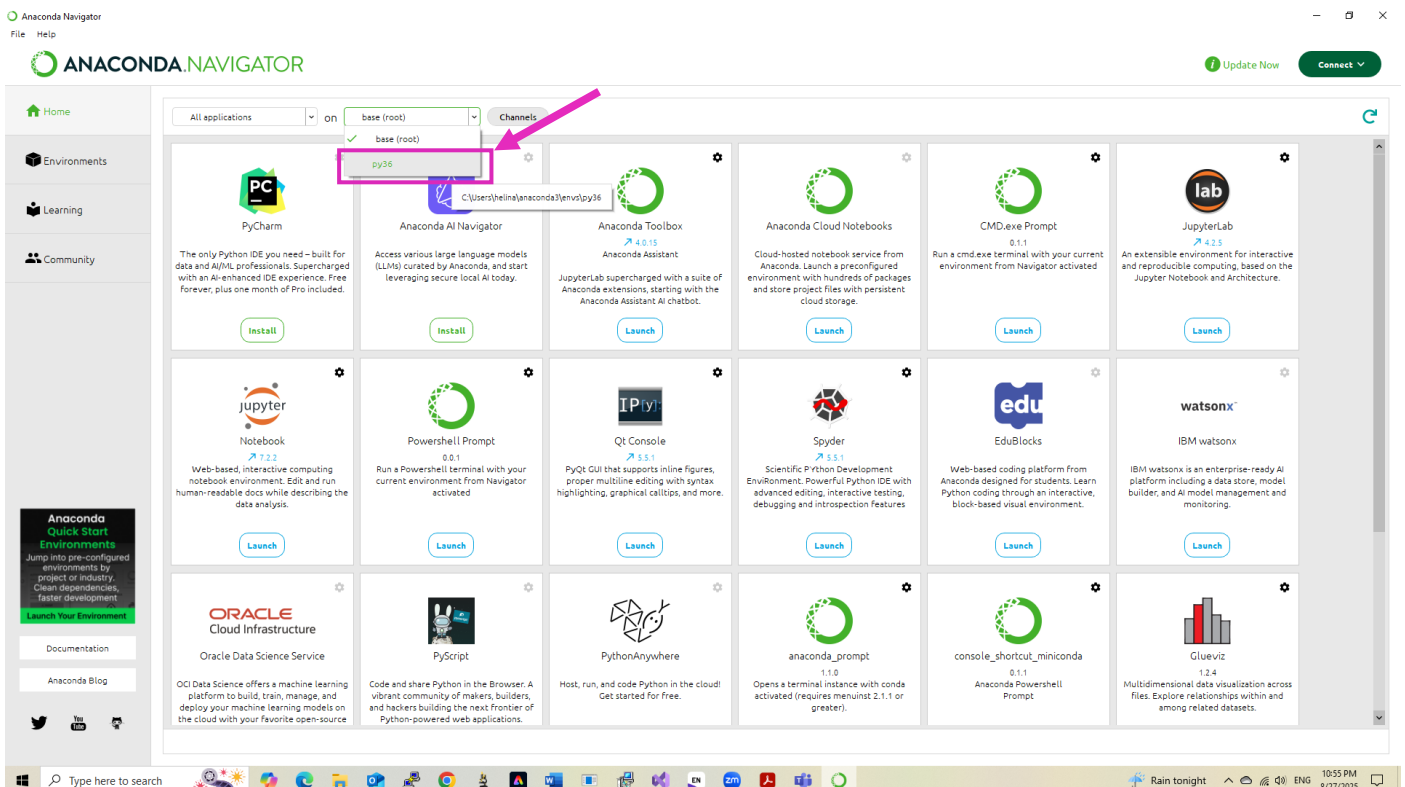 Anaconda Navigator
File Help
ANACONDA.NAVIGATOR
i Update Now
Connect
Home
Environments
Learning
Community
All applications
on
base (root)
Channels
base (root)
py36
C:\Users\helina\anaconda3\envs\py36
PC
PyCharm
The only Python IDE you need – built for
data and AI/ML professionals. Supercharged
with an AI-enhanced IDE experience. Free
forever, plus one month of Pro included.
Install
Anaconda AI Navigator
Access various large language models
(LLMs) curated by Anaconda, and start
leveraging secure local AI today.
Install
Anaconda Toolbox
4.0.15
Anaconda Assistant
JupyterLab supercharged with a suite of
Anaconda extensions, starting with the
Anaconda Assistant AI chatbot.
Launch
Anaconda Cloud Notebooks
Cloud-hosted notebook service from
Anaconda. Launch a preconfigured
environment with hundreds of packages
and store project files with persistent
cloud storage.
Launch
CMD.exe Prompt
0.1.1
Run a cmd.exe terminal with your current
environment from Navigator activated
Launch
lab
JupyterLab
4.2.5
An extensible environment for interactive
and reproducible computing, based on the
Jupyter Notebook and Architecture.
Launch
jupyter
Notebook
7.2.2
Web-based, interactive computing
notebook environment. Edit and run
human-readable docs while describing the
data analysis.
Launch
Powershell Prompt
0.0.1
Run a Powershell terminal with your
current environment from Navigator
activated
Launch
IP[y]:
Qt Console
5.5.1
PyQt GUI that supports inline figures,
proper multiline editing with syntax
highlighting, graphical calltips, and more.
Launch
Spyder
5.5.1
Scientific PYthon Development
EnviRonment. Powerful Python IDE with
advanced editing, interactive testing,
debugging and introspection features
Launch
edu
EduBlocks
Web-based coding platform from
Anaconda designed for students. Learn
Python coding through an interactive,
block-based visual environment.
Launch
watsonx
IBM watsonx
IBM watsonx is an enterprise-ready AI
platform including a data store, model
builder, and AI model management and
monitoring.
Launch
ORACLE
Cloud Infrastructure
Oracle Data Science Service
OCI Data Science offers a machine learning
platform to build, train, manage, and
deploy your machine learning models on
the cloud with your favorite open-source
PyScript
Code and share Python in the Browser. A
vibrant community of makers, builders,
and hackers building the next frontier of
Python-powered web applications.
PythonAnywhere
Host, run, and code Python in the cloud!
Get started for free.
anaconda_prompt
1.1.0
Opens a terminal instance with conda
activated (requires menuinst 2.1.1 or
greater).
console_shortcut_miniconda
0.1.1
Anaconda Powershell
Prompt
Glueviz
1.2.4
Multidimensional data visualization across
files. Explore relationships within and
among related datasets.
Anaconda
Quick Start
Environments
Jump into pre-configured
environments by
project or industry.
Clean dependencies,
faster development
Launch Your Environment
Documentation
Anaconda Blog
You
Tube
Type here to search
EN
zm
Rain tonight
ENG
10:55 PM
8/27/2025